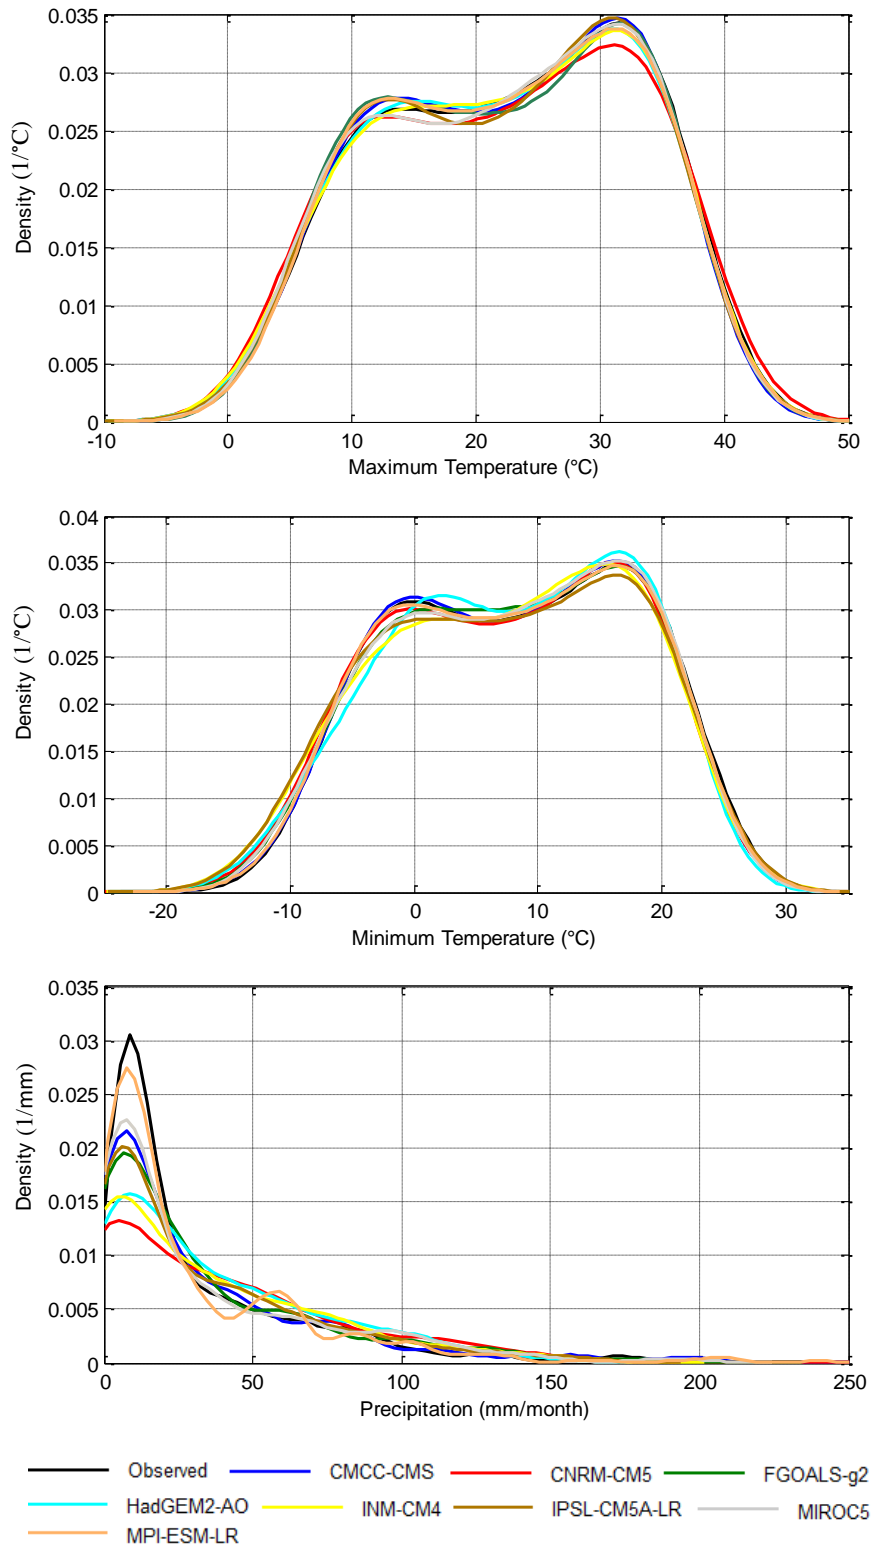 0.035
0.03
0.025
0.02
0.015
0.01
0.005
0
Density (1/°C)
-10 0 10 20 30 40 50
Maximum Temperature (°C)
0.04
0.035
0.03
0.025
0.02
0.015
0.01
0.005
0
Density (1/°C)
-20 -10 0 10 20 30
Minimum Temperature (°C)
0.035
0.03
0.025
0.02
0.015
0.01
0.005
0
Density (1/mm)
0 50 100 150 200 250
Precipitation (mm/month)
Observed CMCC-CMS CNRM-CM5 FGOALS-g2
HadGEM2-AO INM-CM4 IPSL-CM5A-LR MIROC5
MPI-ESM-LR